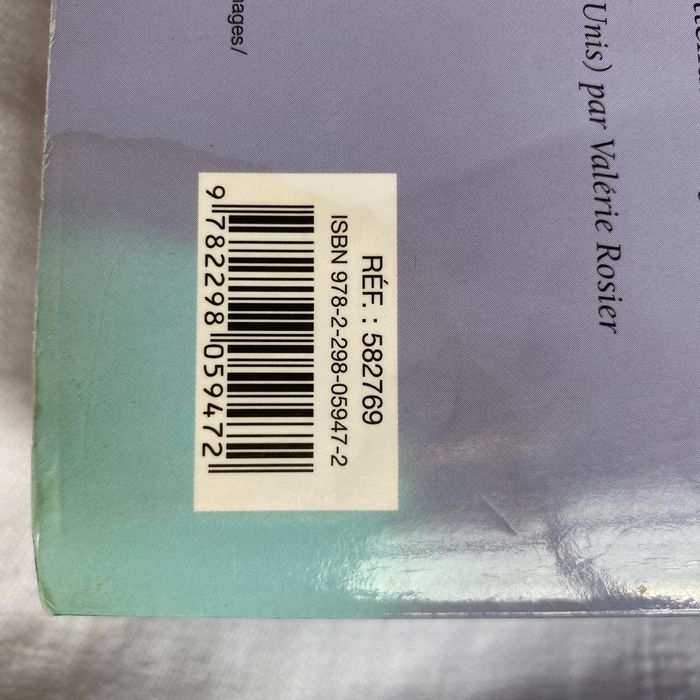 Unis) par Valérie Rosier
RÉF. : 582769
ISBN 978-2-298-05947-2
9 782298 059472